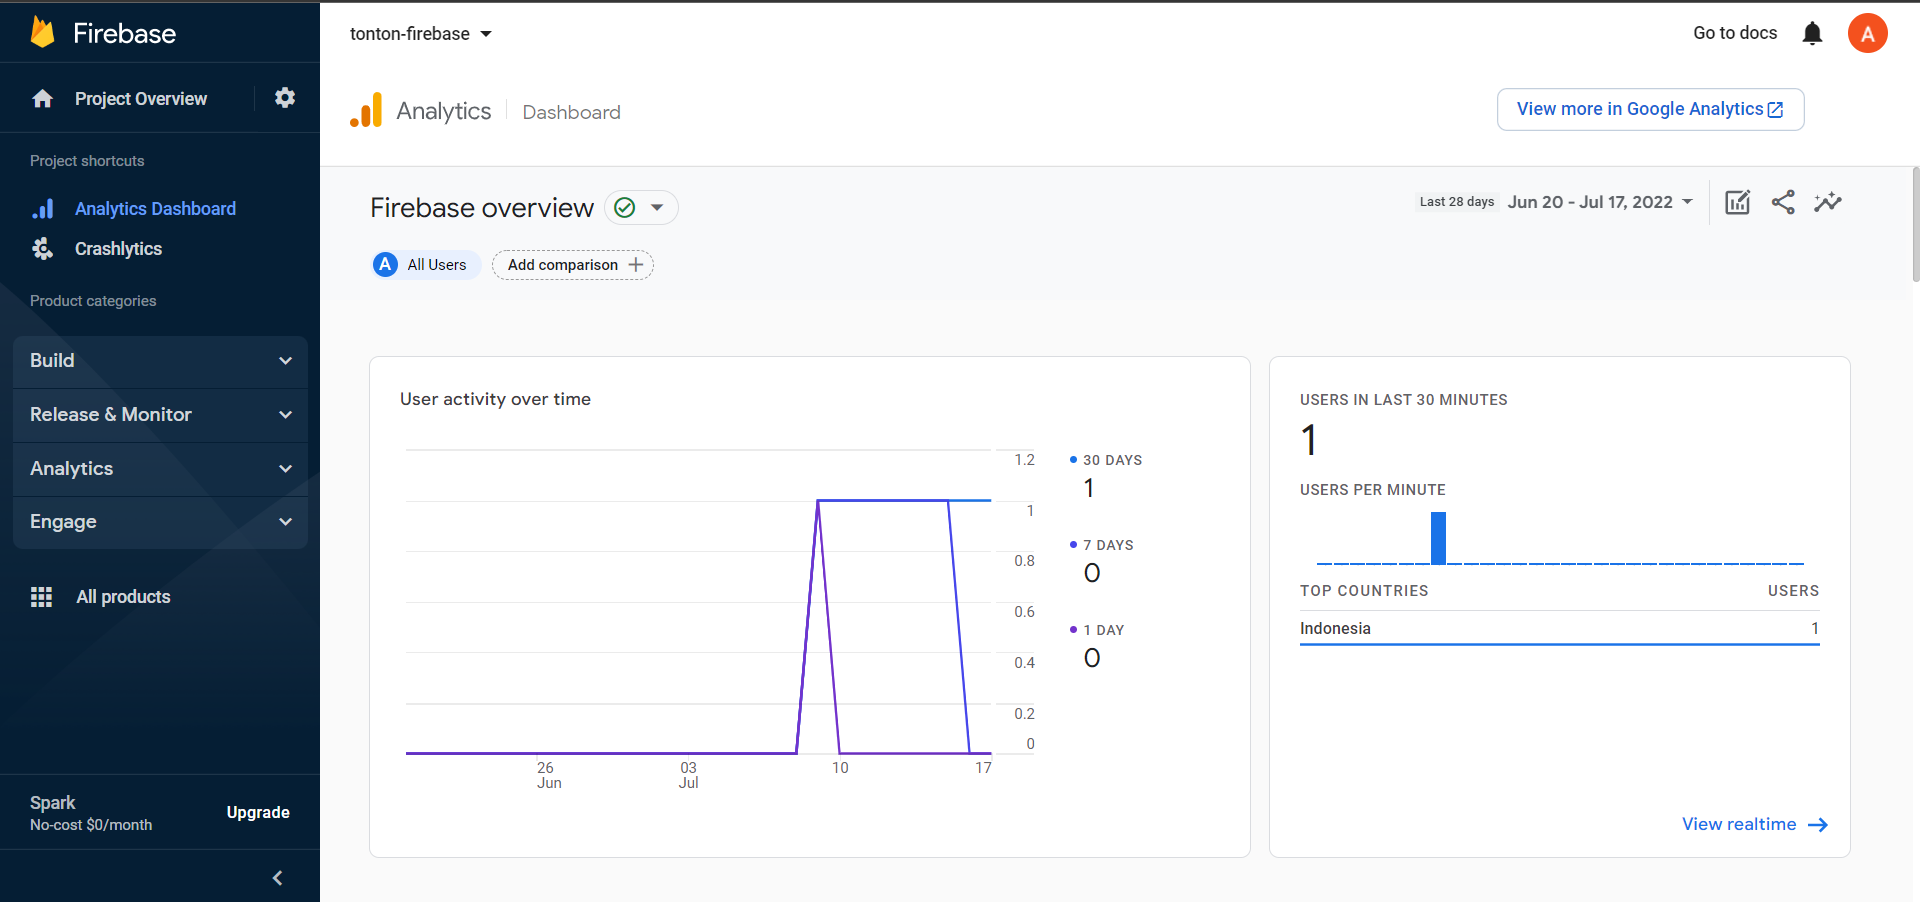 Firebase
Project Overview
Project shortcuts
Analytics Dashboard
Crashlytics
Product categories
Build
Release & Monitor
Analytics
Engage
All products
Spark
No-cost $0/month
Upgrade
tonton-firebase
Go to docs
A
Analytics
Dashboard
View more in Google Analytics
Firebase overview
Last 28 days
Jun 20 - Jul 17, 2022
A All Users
Add comparison
User activity over time
1.2
1
0.8
0.6
0.4
0.2
0
26
Jun
03
Jul
10
17
30 DAYS
1
7 DAYS
0
1 DAY
0
USERS IN LAST 30 MINUTES
1
USERS PER MINUTE
TOP COUNTRIES USERS
Indonesia 1
View realtime